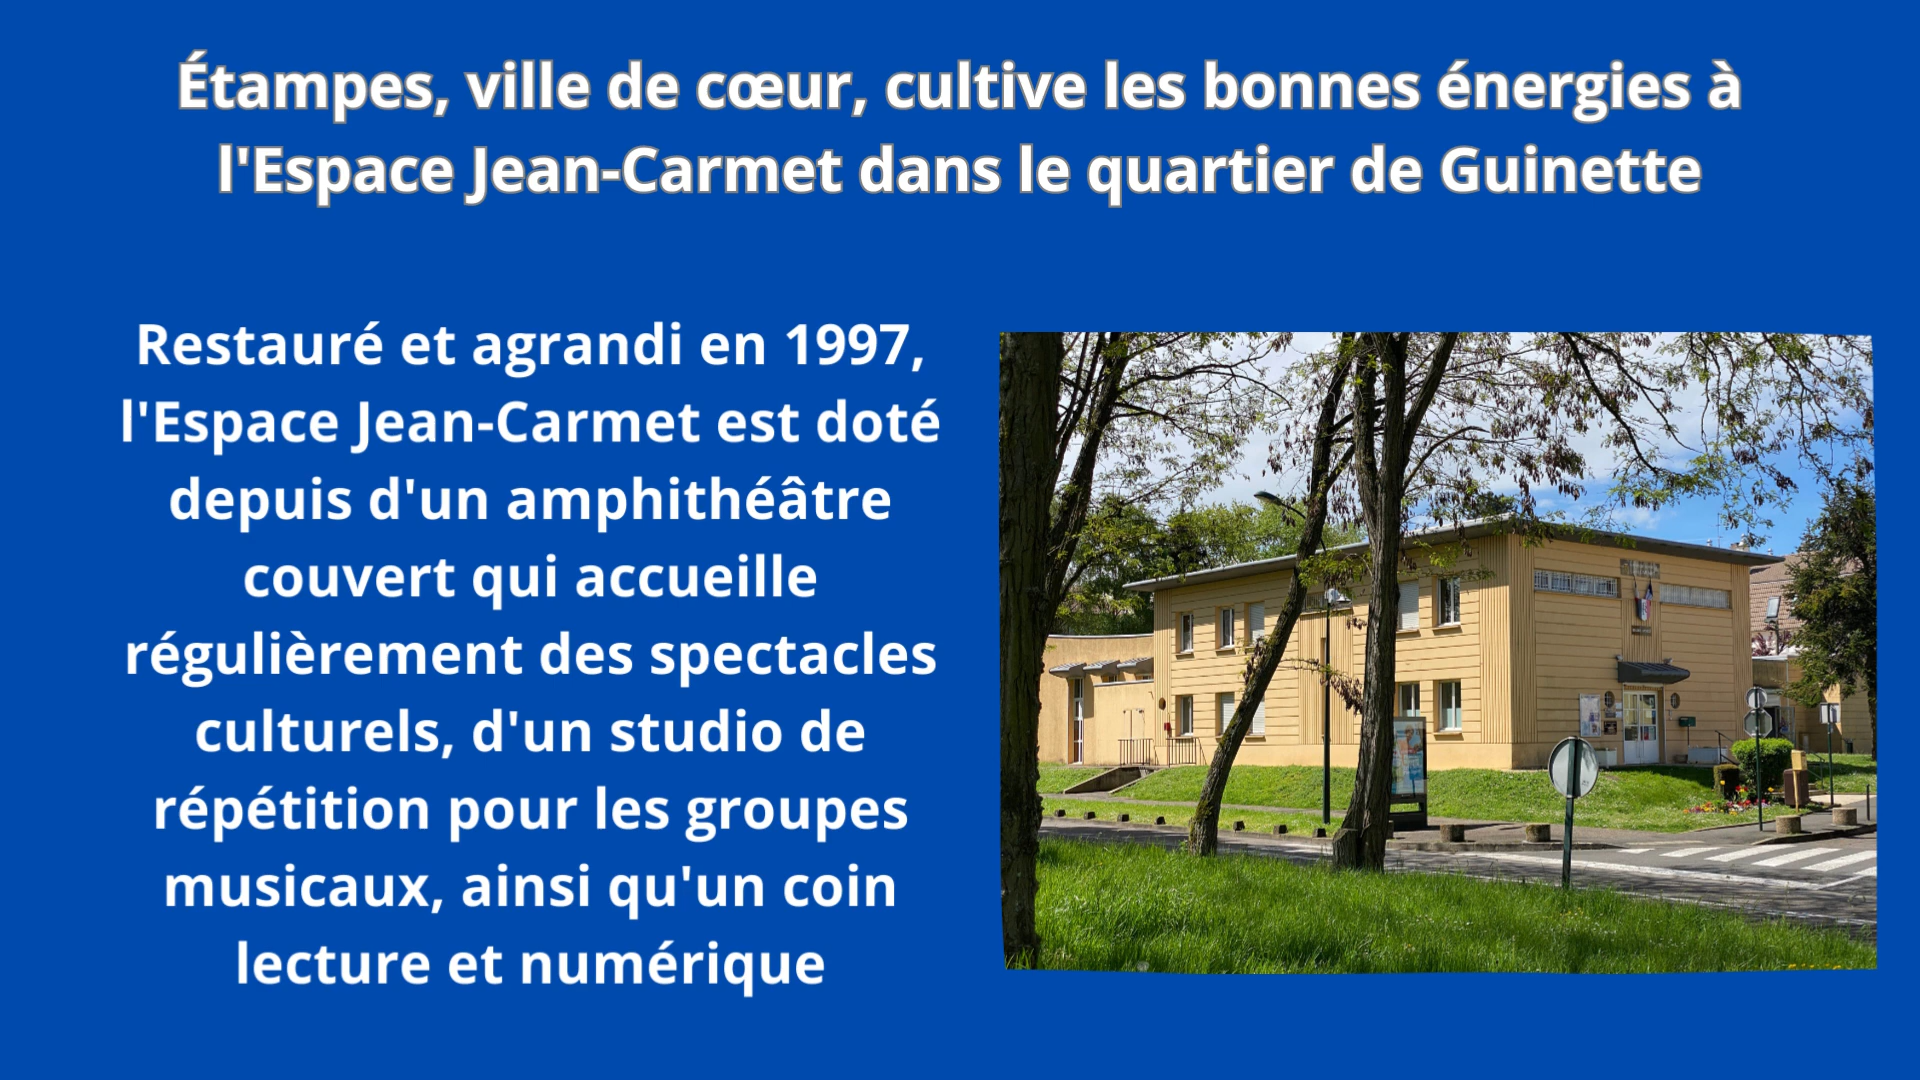 Étampes, ville de cœur, cultive les bonnes énergies à
l'Espace Jean-Carmet dans le quartier de Guinette
Restauré et agrandi en 1997,
l'Espace Jean-Carmet est doté
depuis d'un amphithéâtre
couvert qui accueille
régulièrement des spectacles
culturels, d'un studio de
répétition pour les groupes
musicaux, ainsi qu'un coin
lecture et numérique